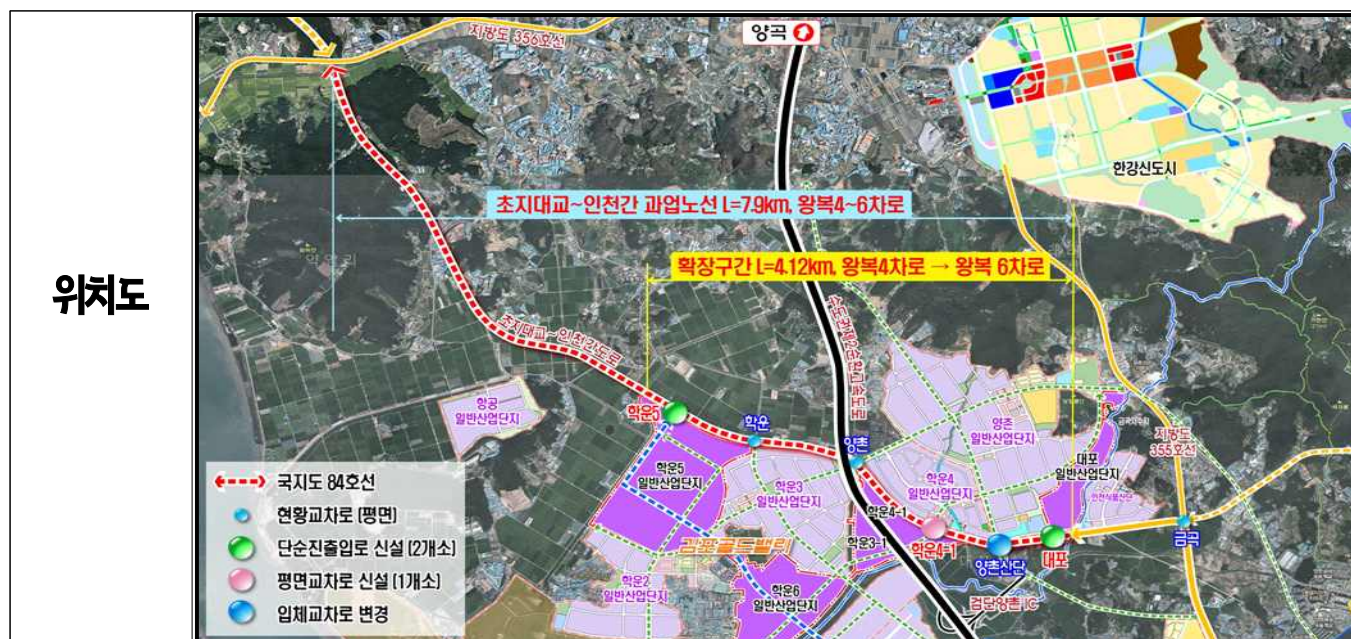 위치도
지방도 356호선
양곡
한강신도시
초지대교~인천간 과업노선 L=7.9km, 왕복4~6차로
확장구간 L=4.12km, 왕복4차로 → 왕복 6차로
초지대교~인천간도로
수도권제2순환고속도로
항공
일반산업단지
학운5
학운
양촌
양촌
일반산업단지
지방도
355호선
대포
일반산업단지
학운5
일반산업단지
학운3
일반산업단지
학운4
일반산업단지
인천식품산단
학운4-1
학운3-1
학운4-1
양촌산단
대포
금곡
김포골드밸리
학운2
일반산업단지
학운6
일반산업단지
검단양촌 IC
국지도 84호선
현황교차로 (평면)
단순진출입로 신설 (2개소)
평면교차로 신설 (1개소)
입체교차로 변경